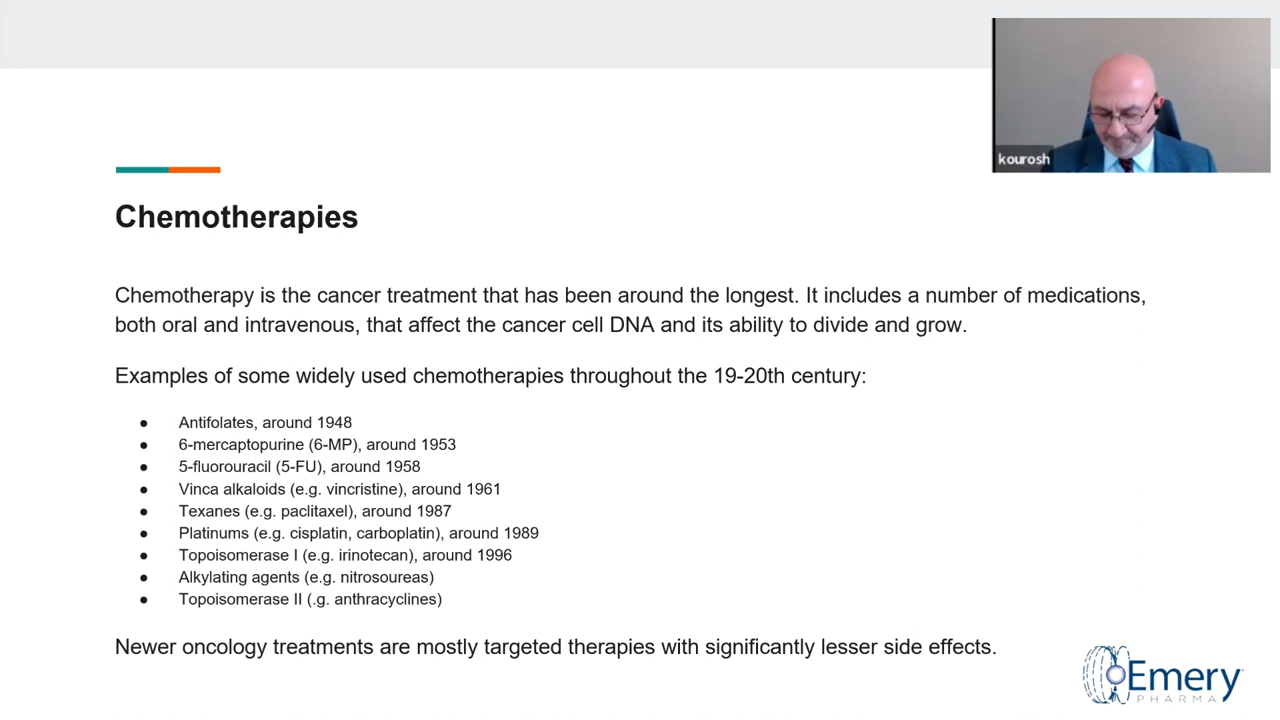 kourosh
Chemotherapies
Chemotherapy is the cancer treatment that has been around the longest. It includes a number of medications,
both oral and intravenous, that affect the cancer cell DNA and its ability to divide and grow.
Examples of some widely used chemotherapies throughout the 19-20th century:
● Antifolates, around 1948
● 6-mercaptopurine (6-MP), around 1953
● 5-fluorouracil (5-FU), around 1958
● Vinca alkaloids (e.g. vincristine), around 1961
● Texanes (e.g. paclitaxel), around 1987
● Platinums (e.g. cisplatin, carboplatin), around 1989
● Topoisomerase I (e.g. irinotecan), around 1996
● Alkylating agents (e.g. nitrosoureas)
● Topoisomerase II (.g. anthracyclines)
Newer oncology treatments are mostly targeted therapies with significantly lesser side effects.
Emery
PHARMA